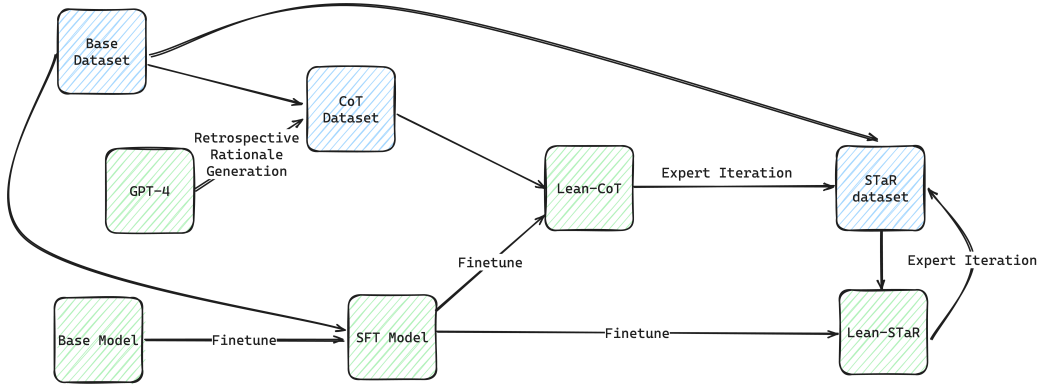 Base
Dataset
CoT
Dataset
Retrospective
Rationale
Generation
GPT-4
Lean-CoT
Expert Iteration
STaR
dataset
Finetune
Expert Iteration
Base Model
Finetune
SFT Model
Finetune
Lean-STaR